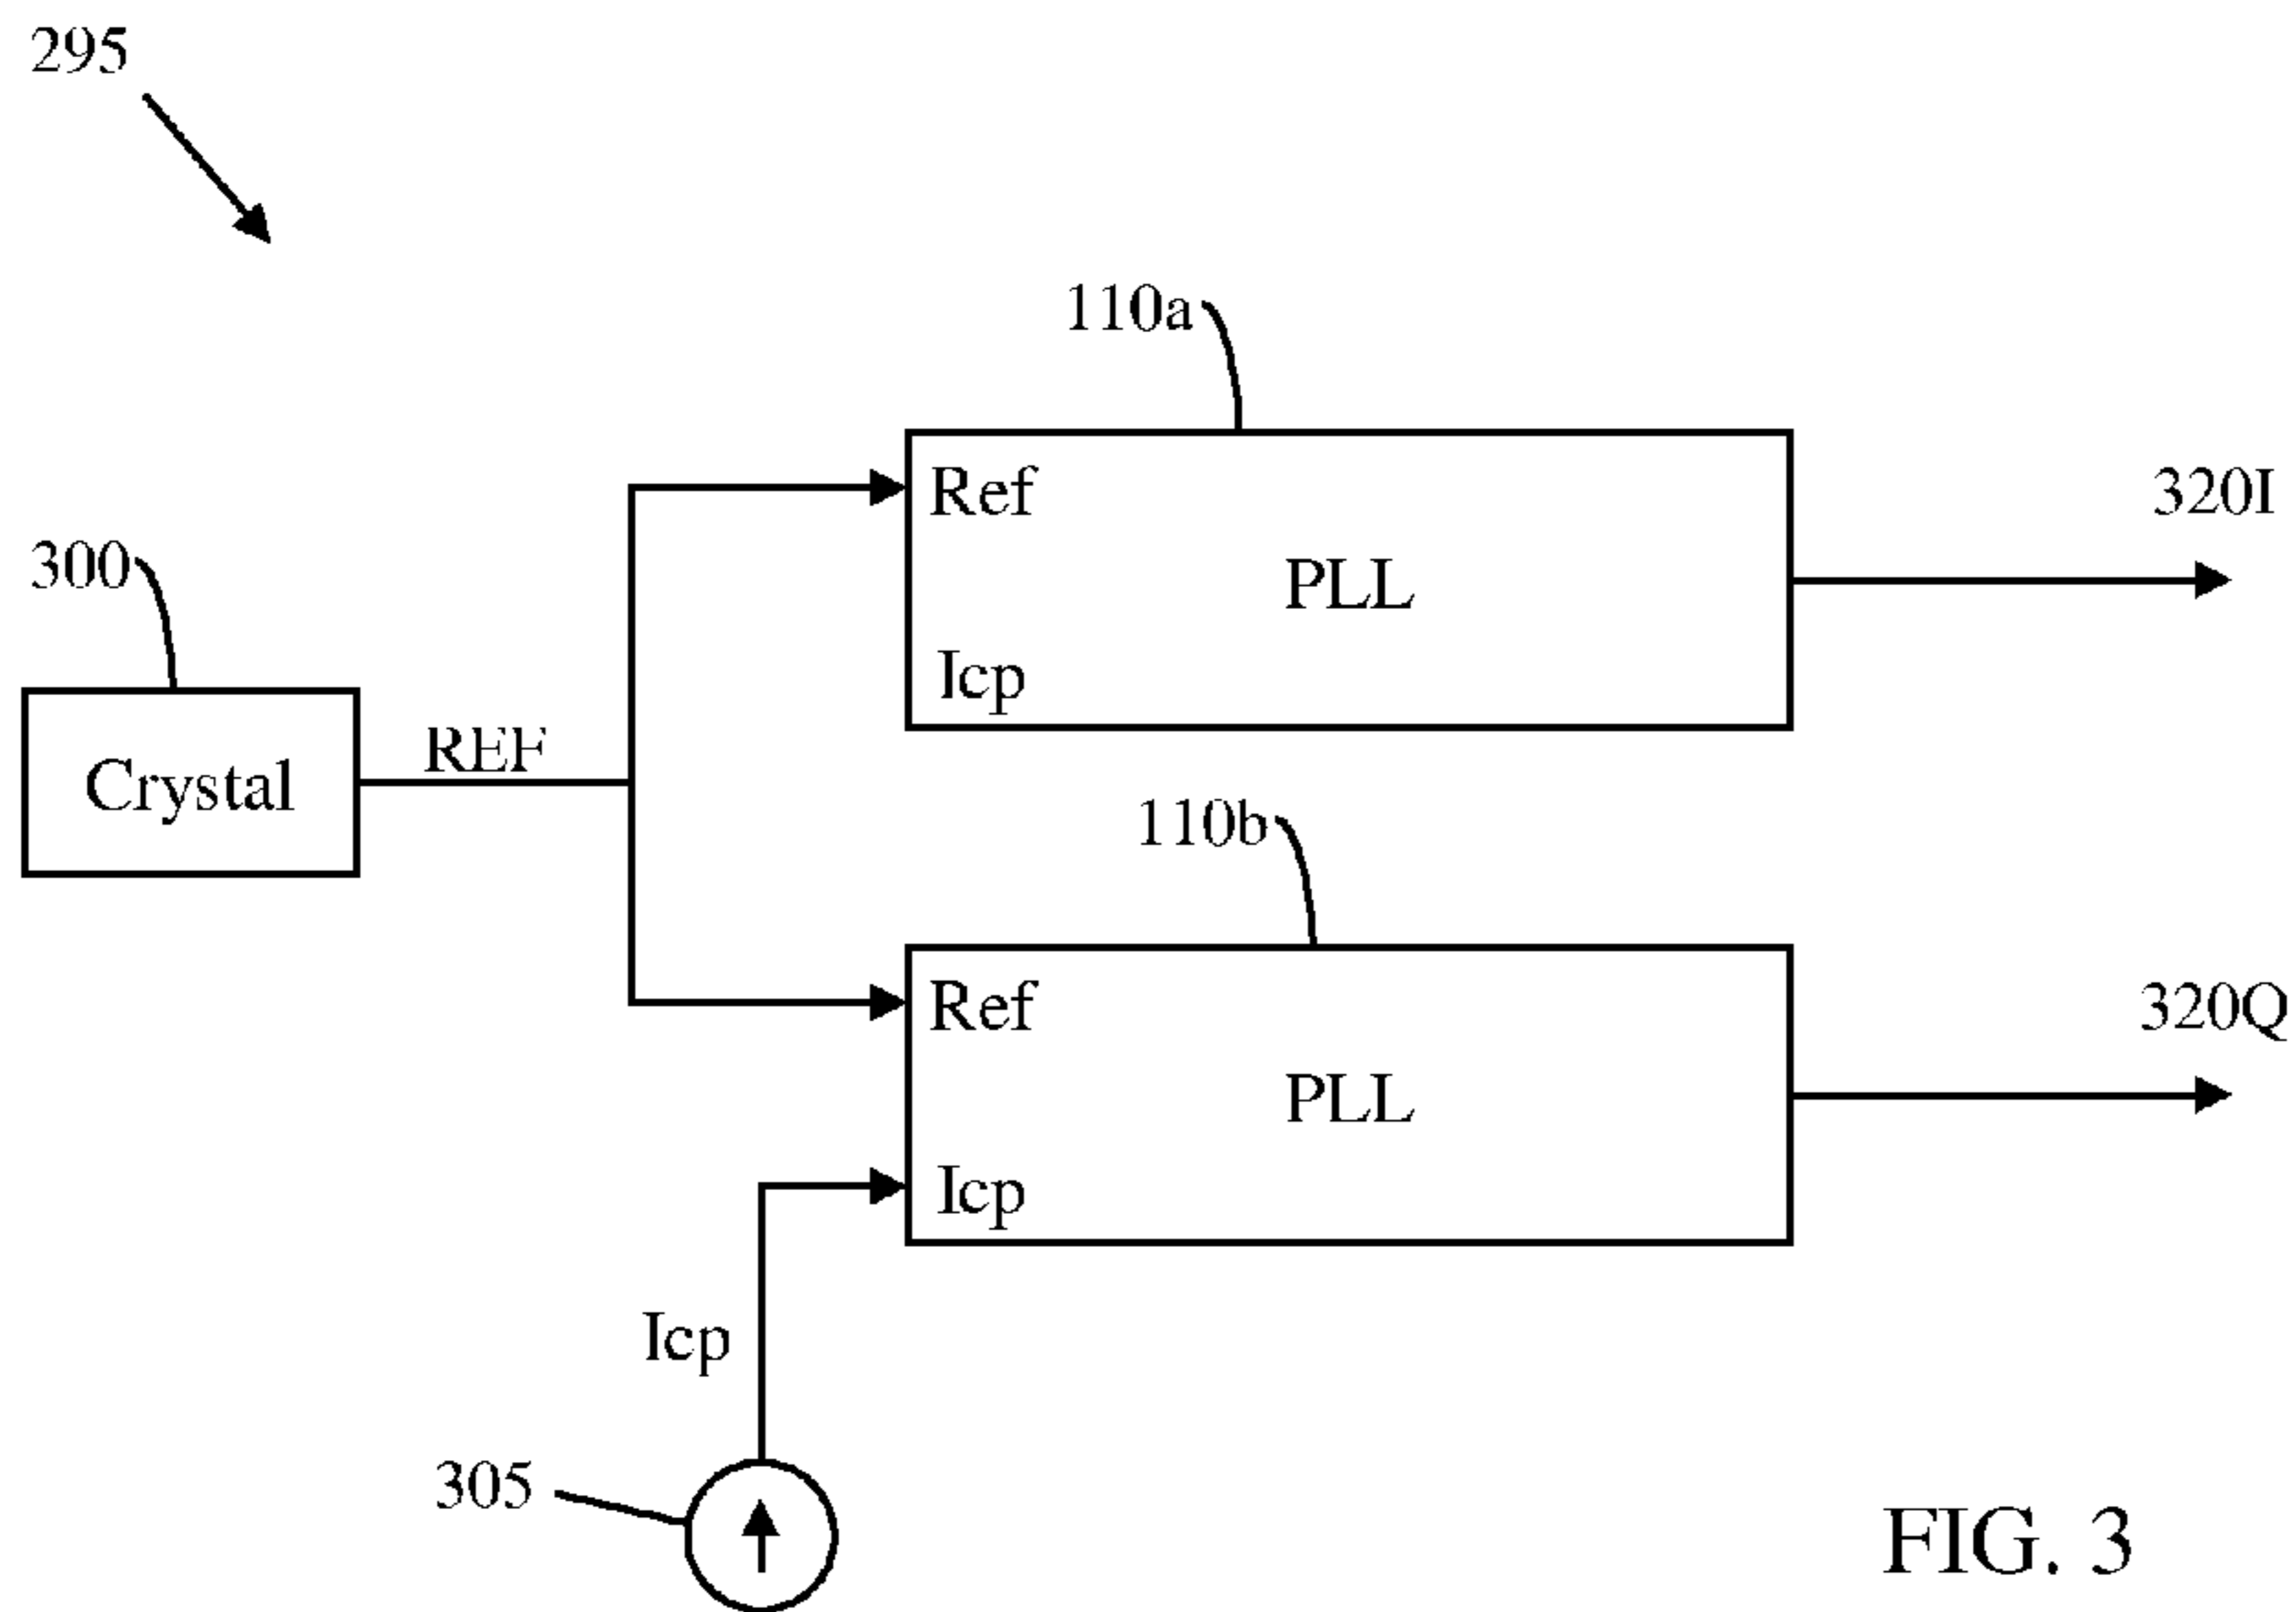 295
110a
Ref
320I
300
PLL
Icp
REF
Crystal
110b
Ref
320Q
PLL
Icp
Icp
305
FIG. 3